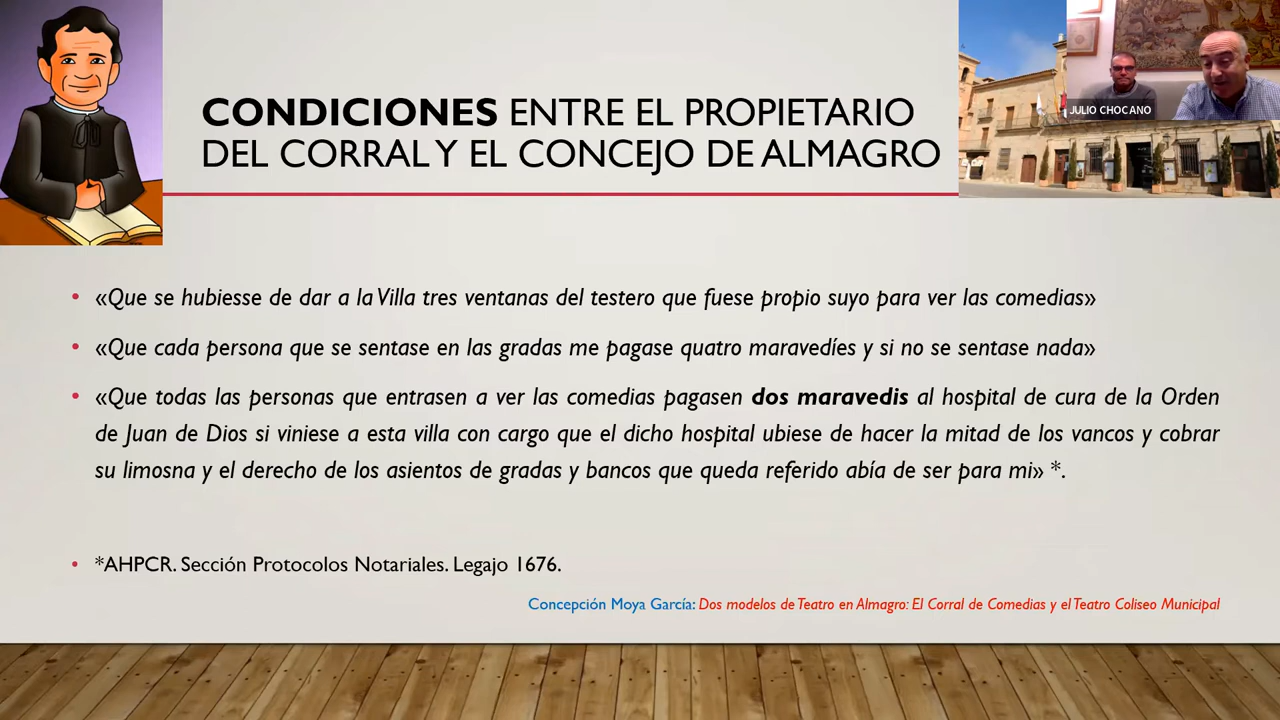 CONDICIONES ENTRE EL PROPIETARIO
DEL CORRAL Y EL CONCEJO DE ALMAGRO
JULIO CHOCANO
• «Que se hubiesse de dar a la Villa tres ventanas del testero que fuese propio suyo para ver las comedias»
• «Que cada persona que se sentase en las gradas me pagase quatro maravedíes y si no se sentase nada»
• «Que todas las personas que entrasen a ver las comedias pagasen dos maravedis al hospital de cura de la Orden
de Juan de Dios si viniese a esta villa con cargo que el dicho hospital ubiese de hacer la mitad de los vancos y cobrar
su limosna y el derecho de los asientos de gradas y bancos que queda referido abía de ser para mi» *.
• *AHPCR. Sección Protocolos Notariales. Legajo 1676.
Concepción Moya García: Dos modelos de Teatro en Almagro: El Corral de Comedias y el Teatro Coliseo Municipal